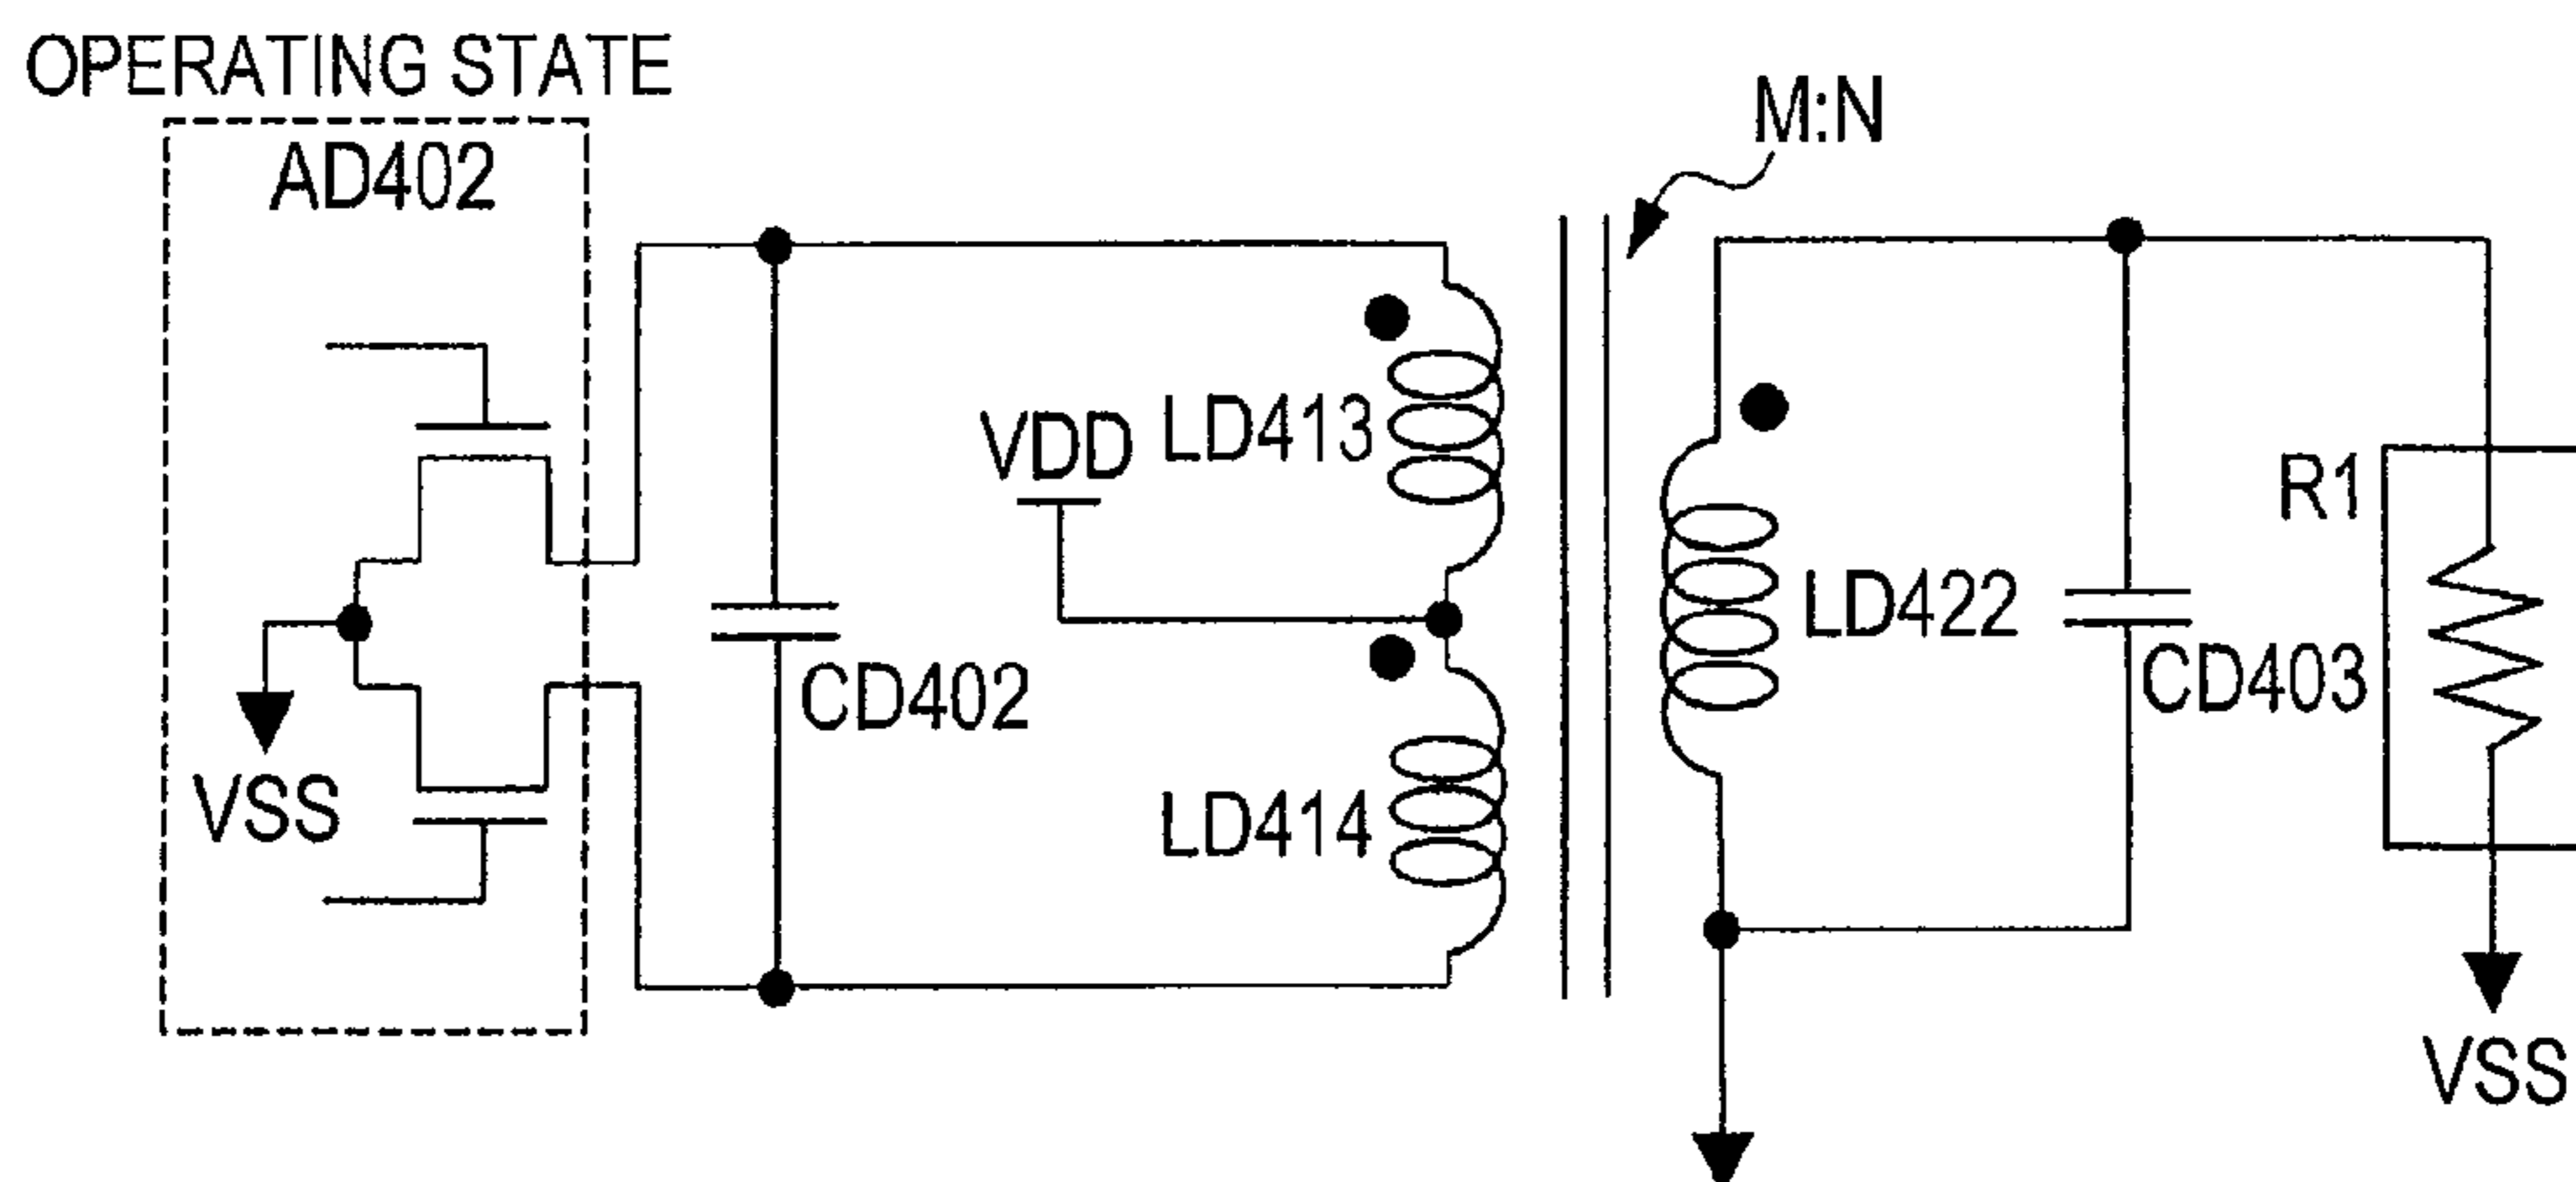 OPERATING STATE
AD402
M:N
VDD
LD413
R1
LD422
CD403
CD402
VSS
LD414
VSS